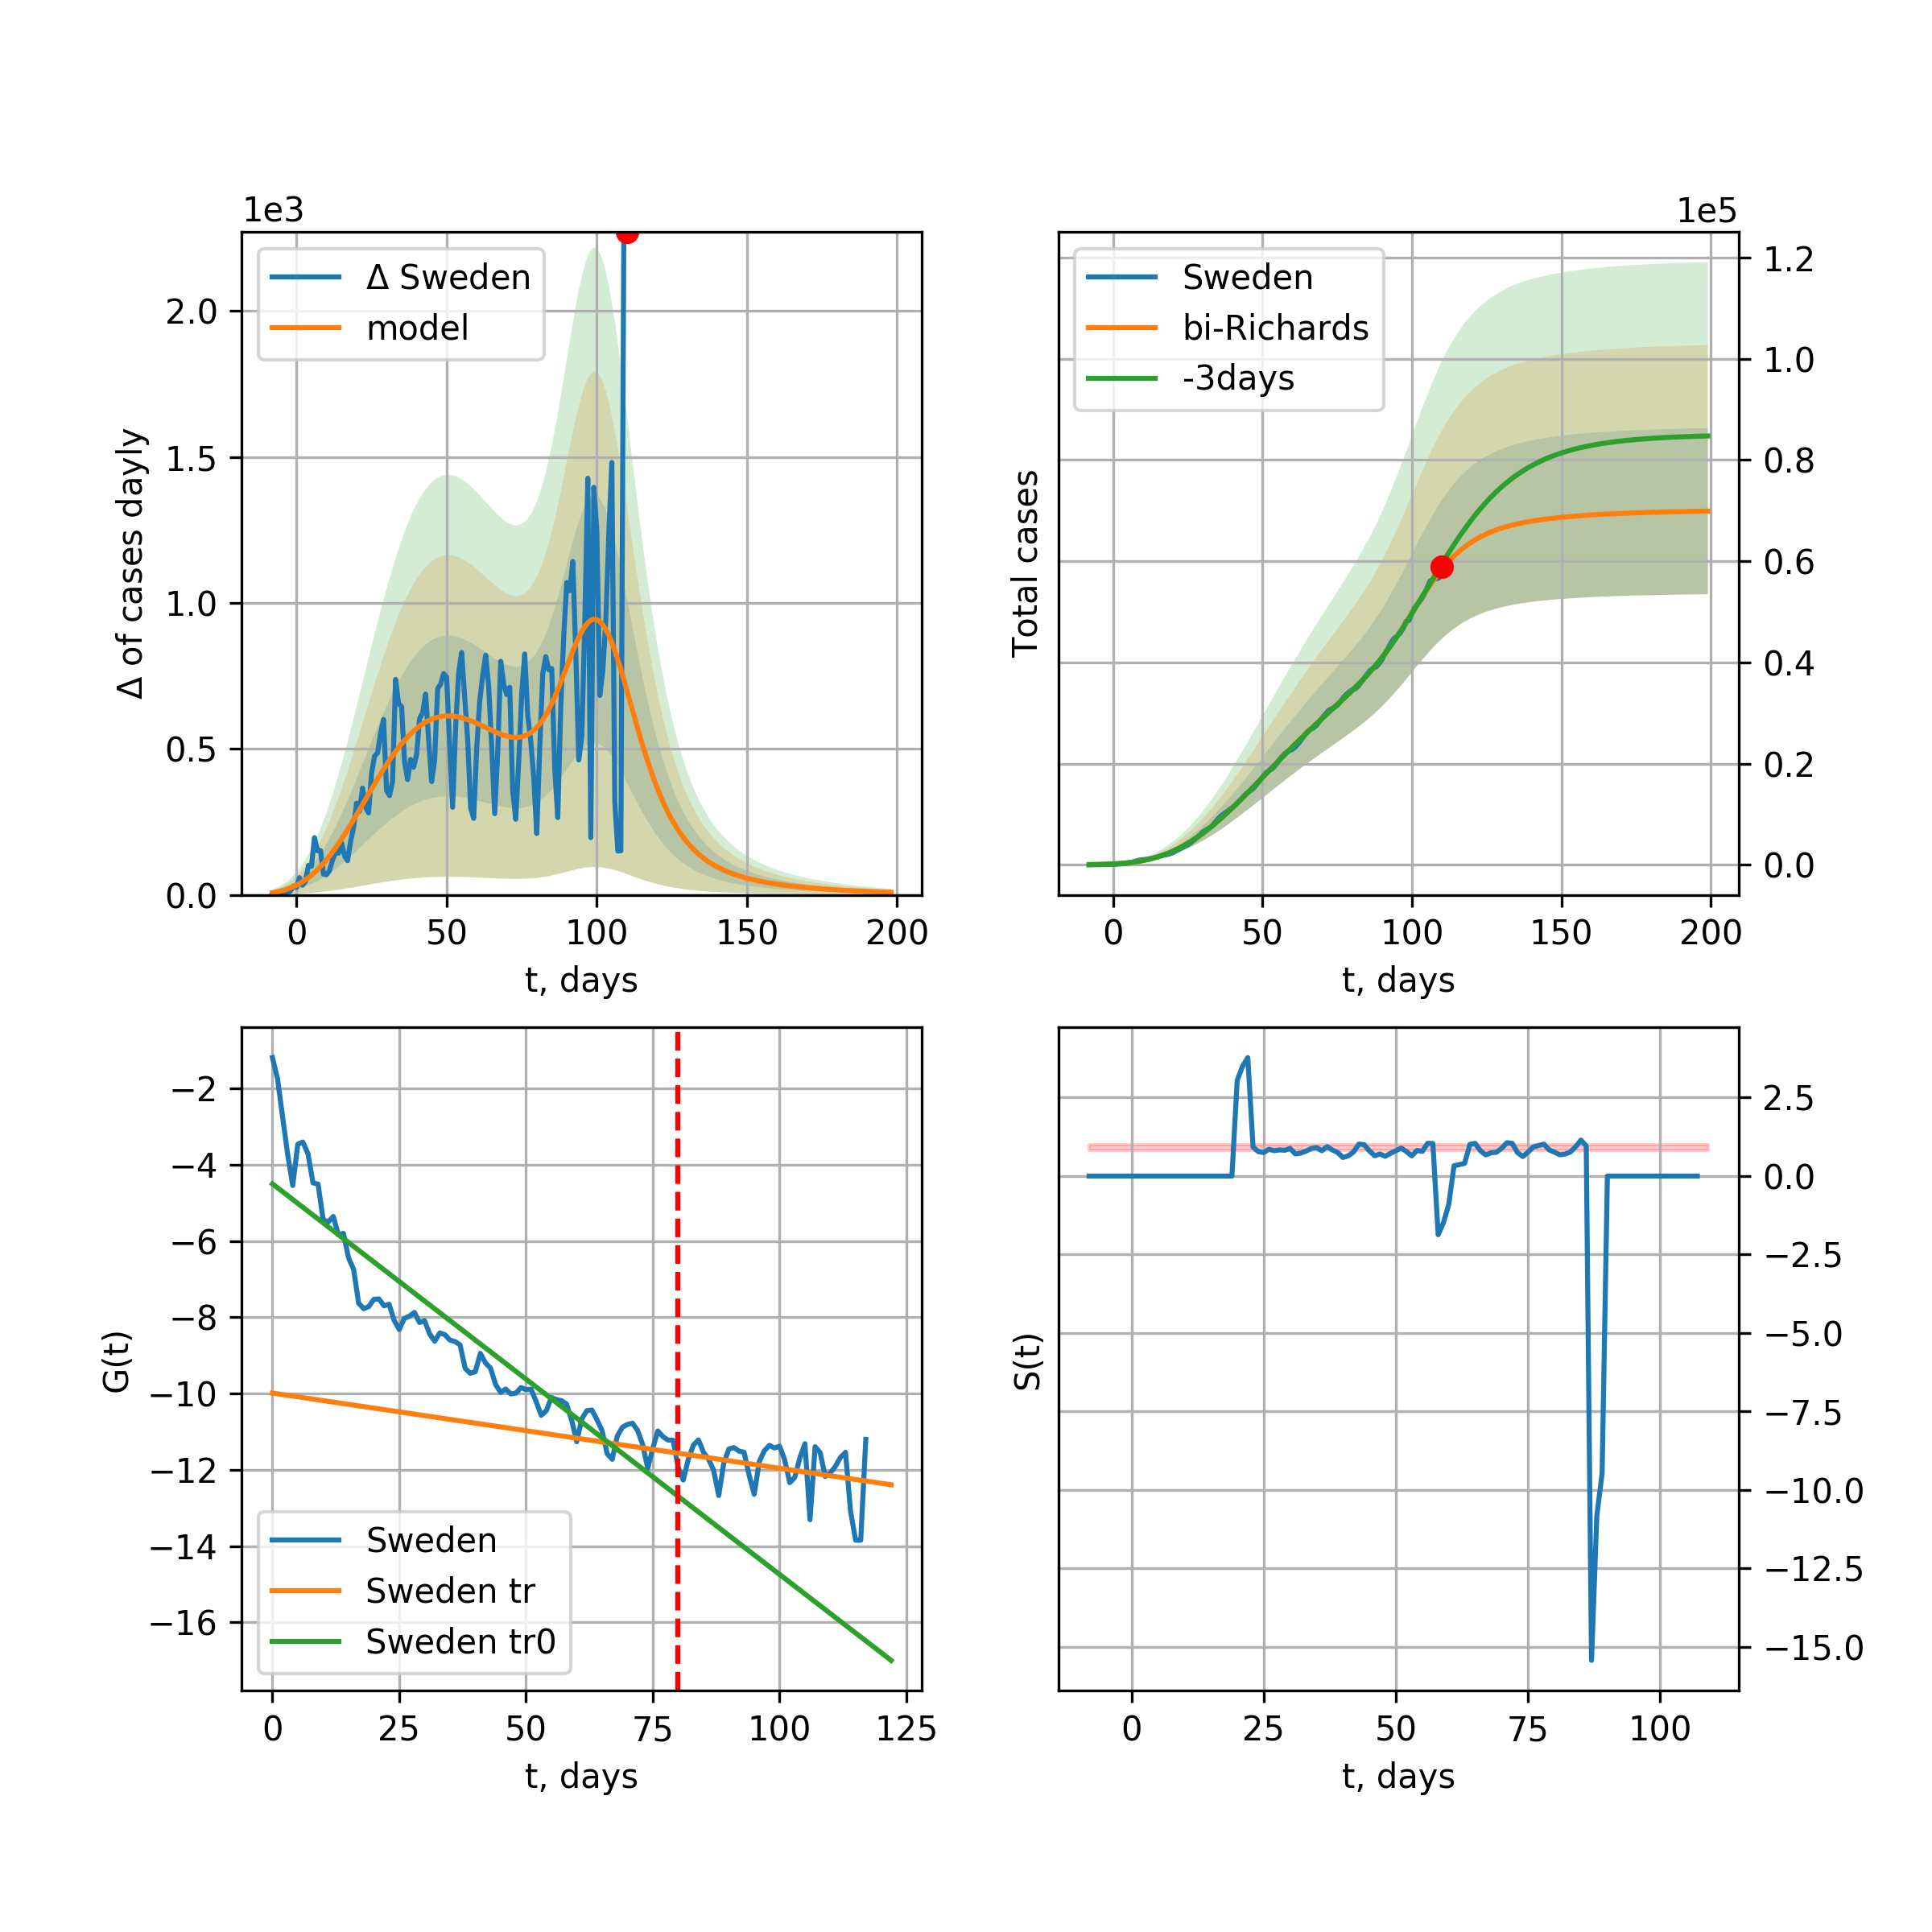 1e3
Δ Sweden
model
2.0
1.5
1.0
0.5
0.0
Δ of cases dayly
0 50 100 150 200
t, days
1e5
Sweden
bi-Richards
-3days
1.2
1.0
0.8
0.6
0.4
0.2
0.0
Total cases
0 50 100 150 200
t, days
−2
−4
−6
−8
−10
−12
−14
−16
G(t)
Sweden
Sweden tr
Sweden tr0
0 25 50 75 100 125
t, days
2.5
0.0
−2.5
−5.0
−7.5
−10.0
−12.5
−15.0
S(t)
0 25 50 75 100
t, days